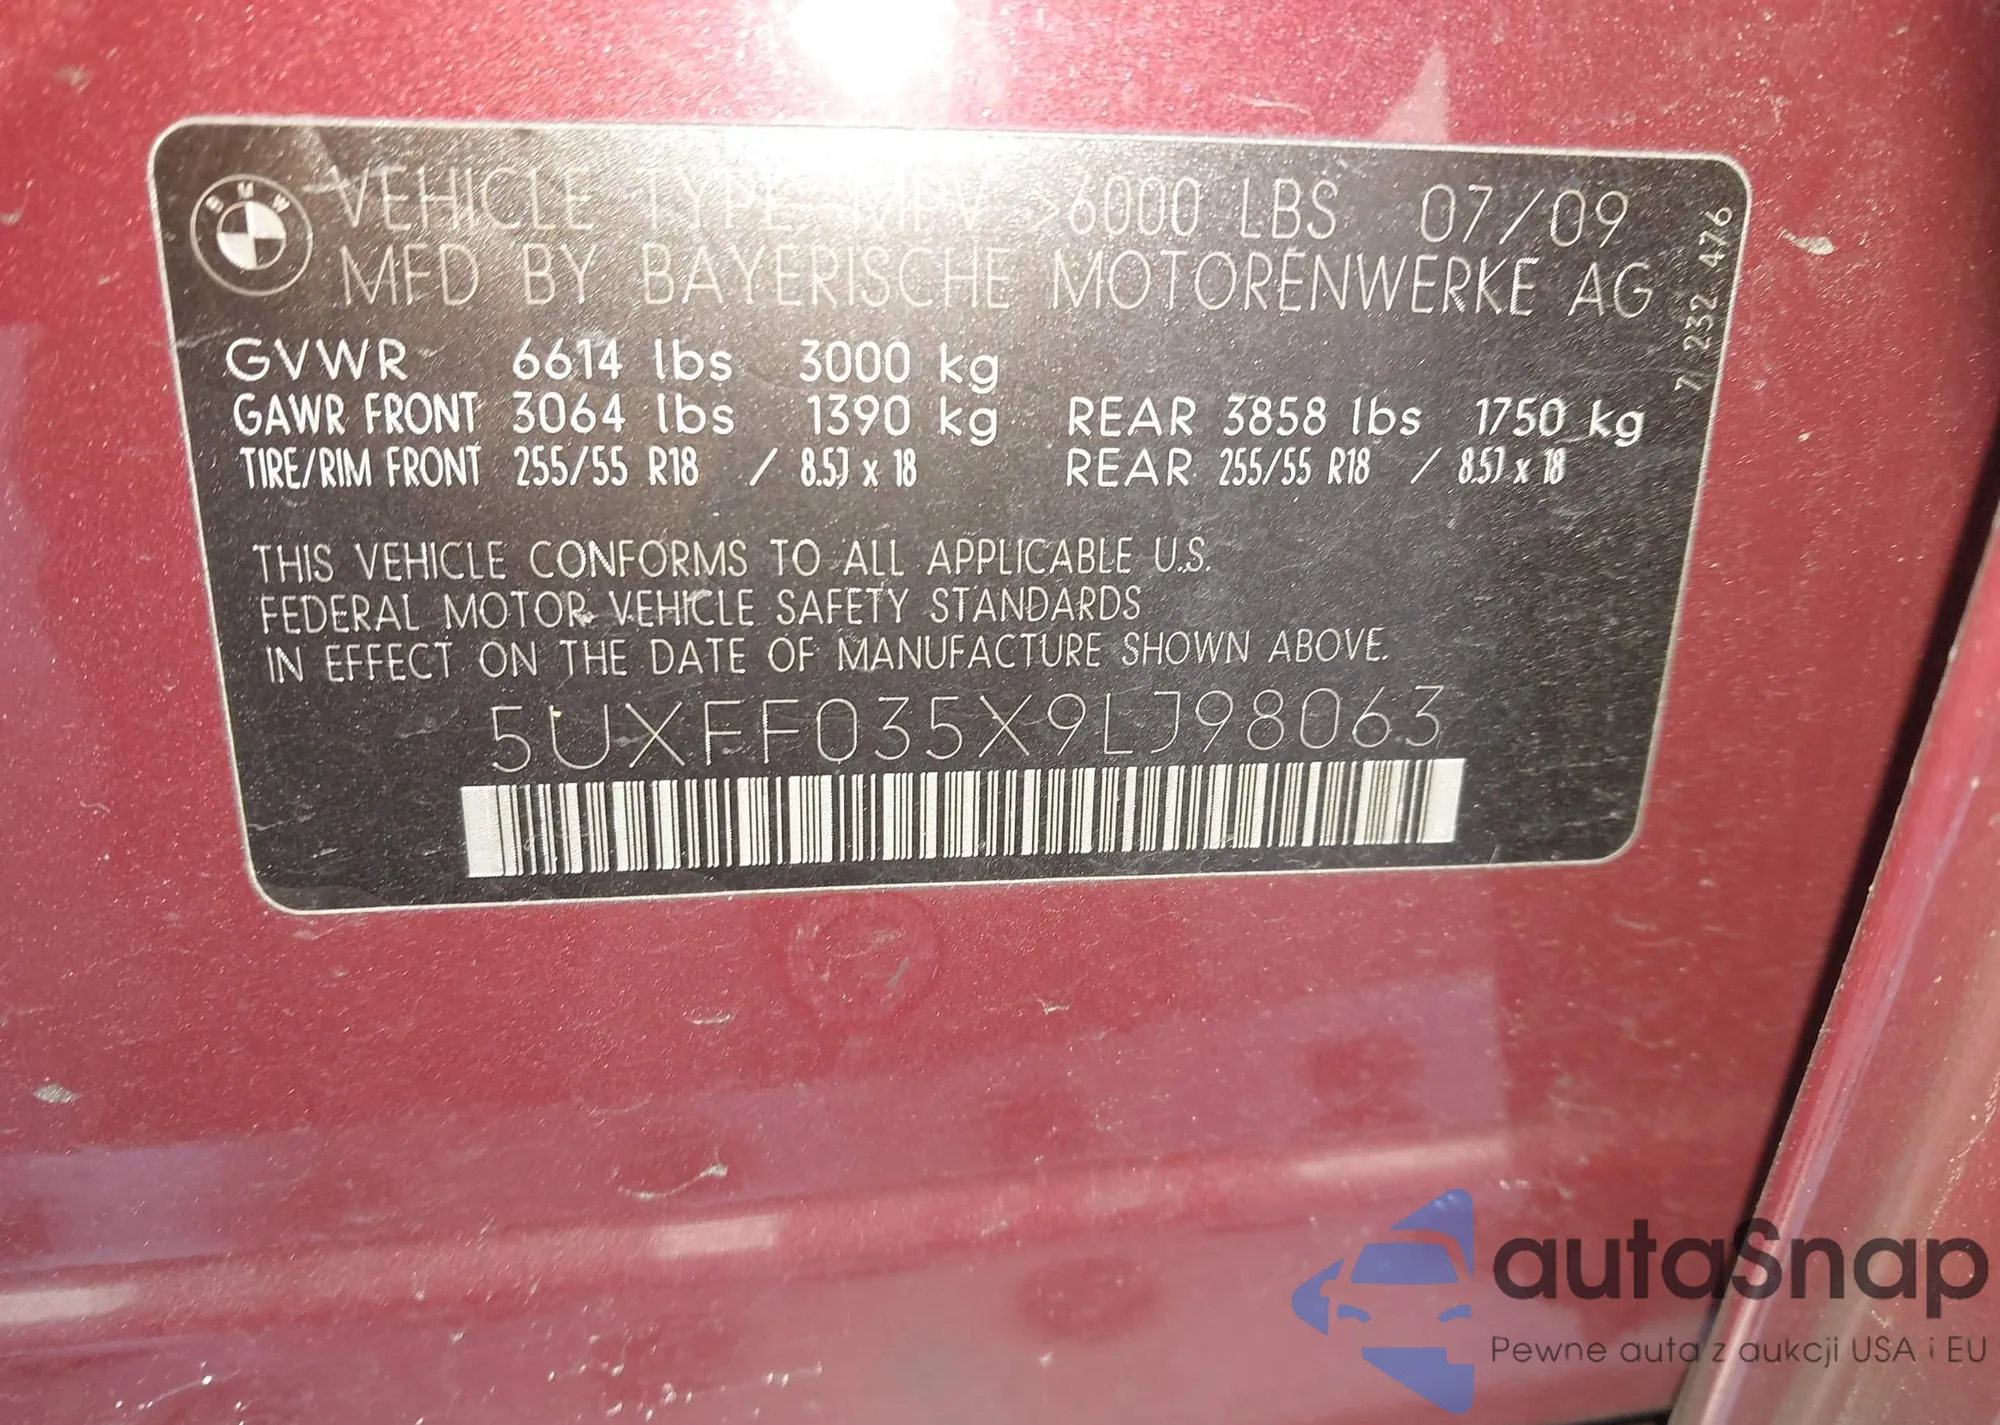 BMW
VEHICLE TYPE MPV >6000 LBS 07/09
MFD BY BAYERISCHE MOTORENWERKE AG
7 232 476
GVWR 6614 lbs 3000 kg
GAWR FRONT 3064 lbs 1390 kg REAR 3858 lbs 1750 kg
TIRE/RIM FRONT 255/55 R18 / 8.5J x 18 REAR 255/55 R18 / 8.5J x 18
THIS VEHICLE CONFORMS TO ALL APPLICABLE U.S.
FEDERAL MOTOR VEHICLE SAFETY STANDARDS
IN EFFECT ON THE DATE OF MANUFACTURE SHOWN ABOVE.
5UXFF035X9LJ98063
autaSnap
Pewne auta z aukcji USA i EU